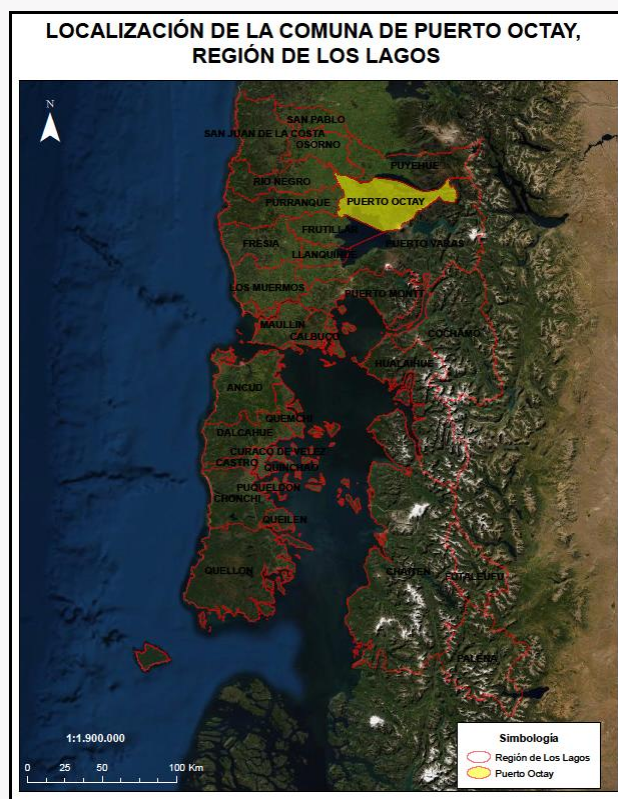 LOCALIZACIÓN DE LA COMUNA DE PUERTO OCTAY,
REGIÓN DE LOS LAGOS
N
SAN PABLO
SAN JUAN DE LA COSTA
OSORNO
PUYEHUE
RIO NEGRO
PURRANQUE
PUERTO OCTAY
FRUTILLAR
FRESIA
PUERTO VARAS
LLANQUIHUE
LOS MUERMOS
PUERTO MONTT
MAULLIN
CALBUCO
COCHAMO
HUALAIHUE
ANCUD
QUEMCHI
DALCAHUE
CURACO DE VELEZ
CASTRO
QUINCHAO
PUQUELDON
CHONCHI
QUEILEN
QUELLON
CHAITEN
FUTALEUFU
PALENA
1:1.900.000
0 25 50 100 Km
Simbología
Región de Los Lagos
Puerto Octay